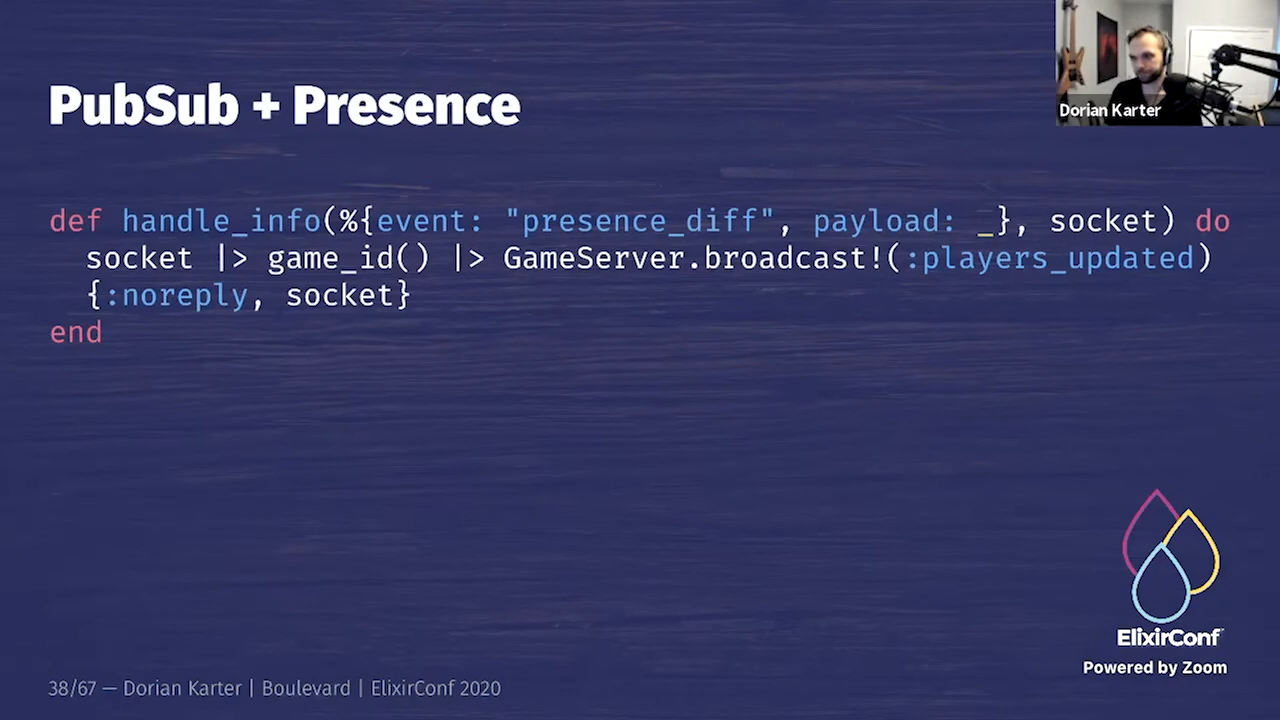 PubSub + Presence
Dorian Karter
def handle_info(%{event: "presence_diff", payload: _}, socket) do
  socket |> game_id() |> GameServer.broadcast!(:players_updated)
  {:noreply, socket}
end
ElixirConf
Powered by Zoom
38/67 — Dorian Karter | Boulevard | ElixirConf 2020